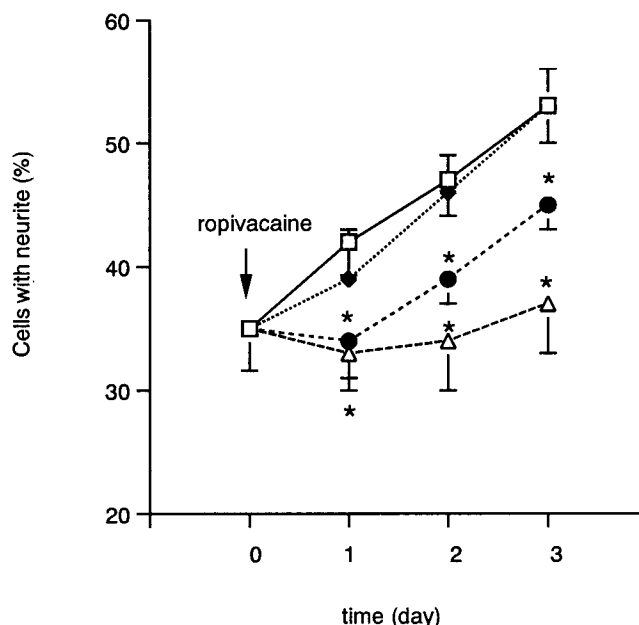 60
50
40
30
20
Cells with neurite (%)
ropivacaine
*
*
*
*
*
*
0 1 2 3
time (day)